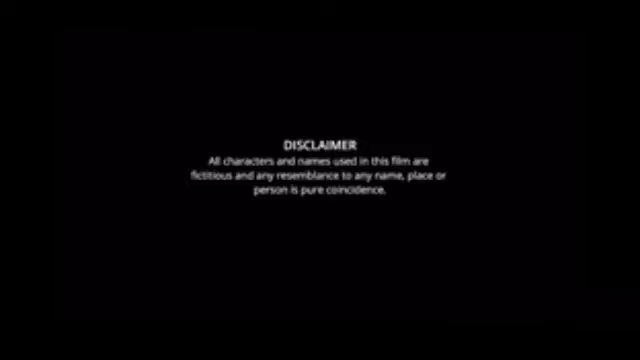 DISCLAIMER
All characters and names used in this film are
fictitious and any resemblance to any name, place or
person is pure coincidence.